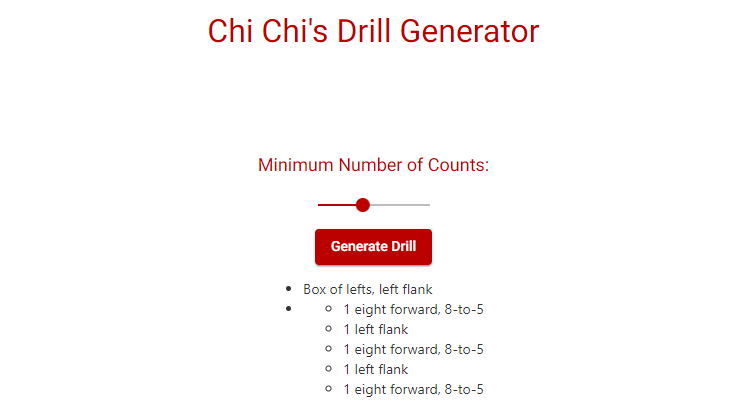 Chi Chi's Drill Generator
Minimum Number of Counts:
Generate Drill
Box of lefts, left flank
1 eight forward, 8-to-5
1 left flank
1 eight forward, 8-to-5
1 left flank
1 eight forward, 8-to-5